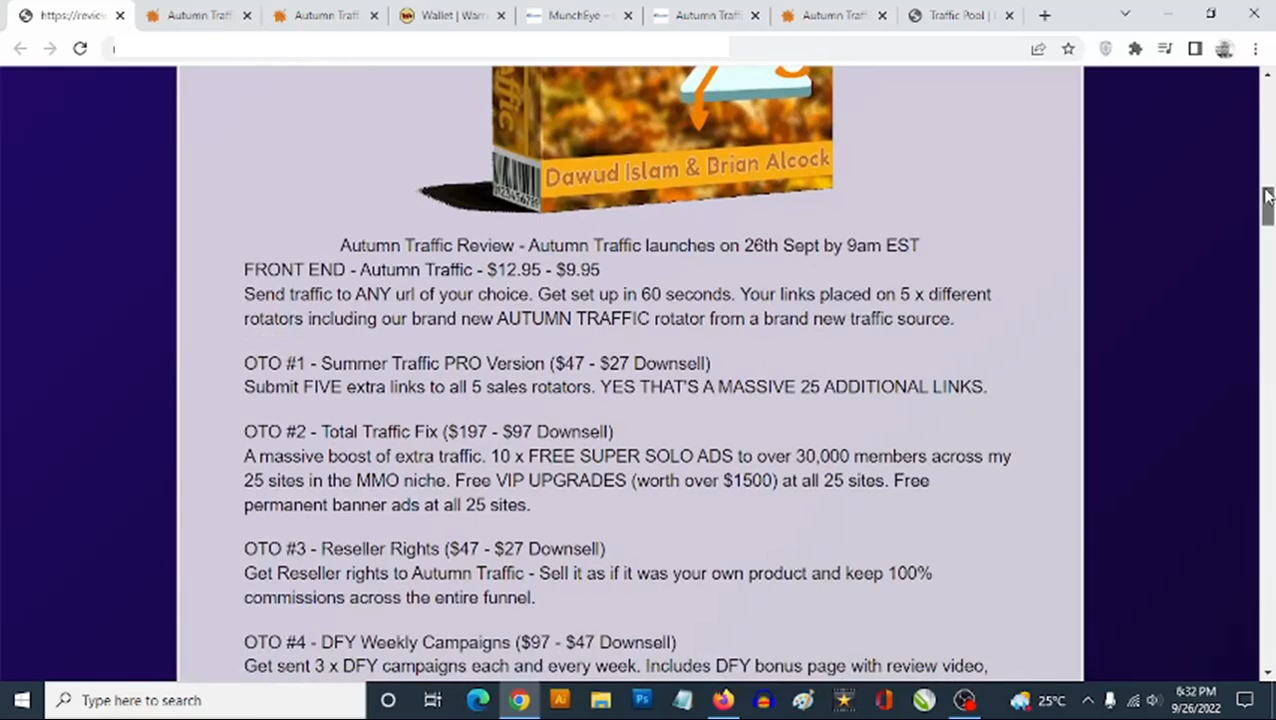 https://revie
Autumn Traff
Autumn Traff
Wallet | Warr
MunchEye –
Autumn Traff
Autumn Traff
Traffic Pool |
Dawud Islam & Brian Alcock
Autumn Traffic Review - Autumn Traffic launches on 26th Sept by 9am EST
FRONT END - Autumn Traffic - $12.95 - $9.95
Send traffic to ANY url of your choice. Get set up in 60 seconds. Your links placed on 5 x different
rotators including our brand new AUTUMN TRAFFIC rotator from a brand new traffic source.
OTO #1 - Summer Traffic PRO Version ($47 - $27 Downsell)
Submit FIVE extra links to all 5 sales rotators. YES THAT'S A MASSIVE 25 ADDITIONAL LINKS.
OTO #2 - Total Traffic Fix ($197 - $97 Downsell)
A massive boost of extra traffic. 10 x FREE SUPER SOLO ADS to over 30,000 members across my
25 sites in the MMO niche. Free VIP UPGRADES (worth over $1500) at all 25 sites. Free
permanent banner ads at all 25 sites.
OTO #3 - Reseller Rights ($47 - $27 Downsell)
Get Reseller rights to Autumn Traffic - Sell it as if it was your own product and keep 100%
commissions across the entire funnel.
OTO #4 - DFY Weekly Campaigns ($97 - $47 Downsell)
Get sent 3 x DFY campaigns each and every week. Includes DFY bonus page with review video,
Type here to search
25°C
6:32 PM
9/26/2022